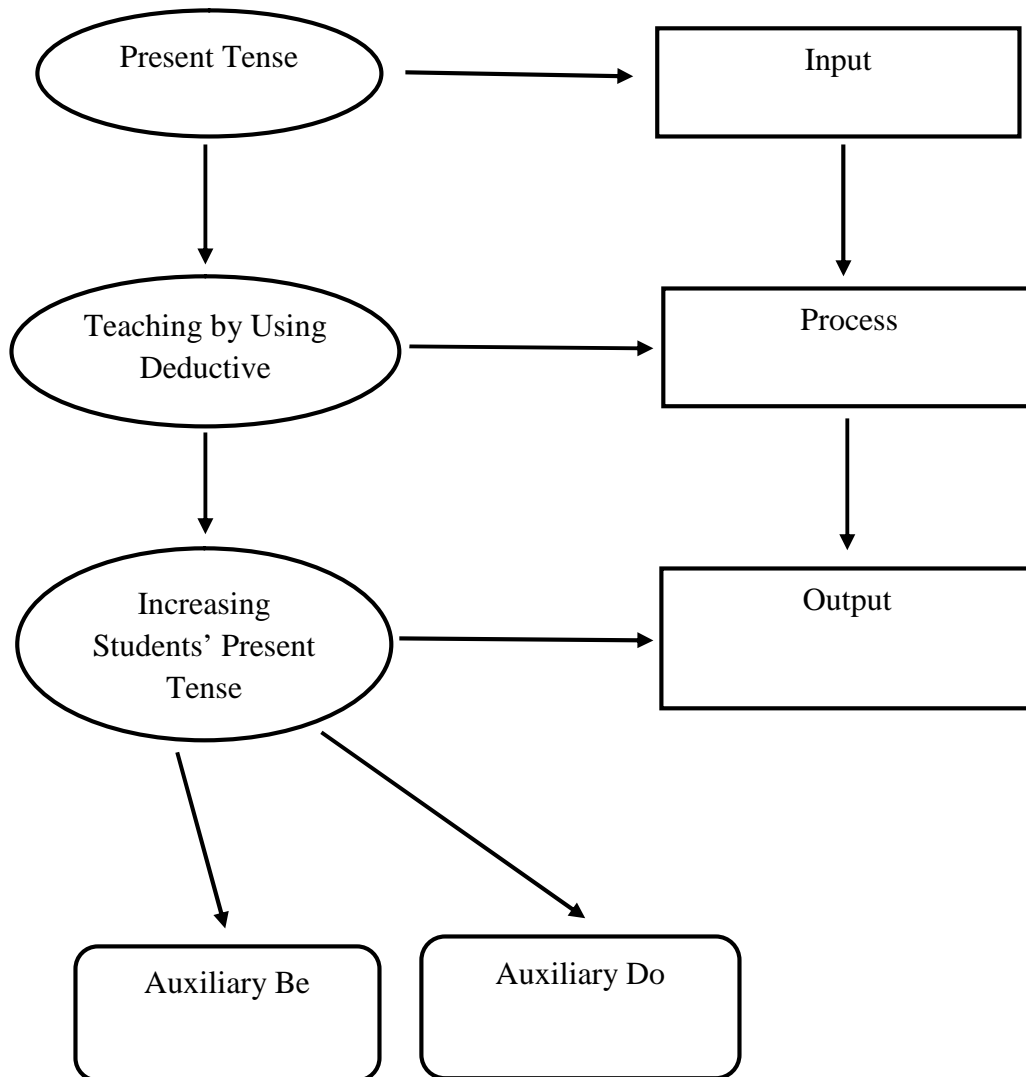 Present Tense
Input
Teaching by Using
Deductive
Process
Increasing
Students’ Present
Tense
Output
Auxiliary Be
Auxiliary Do